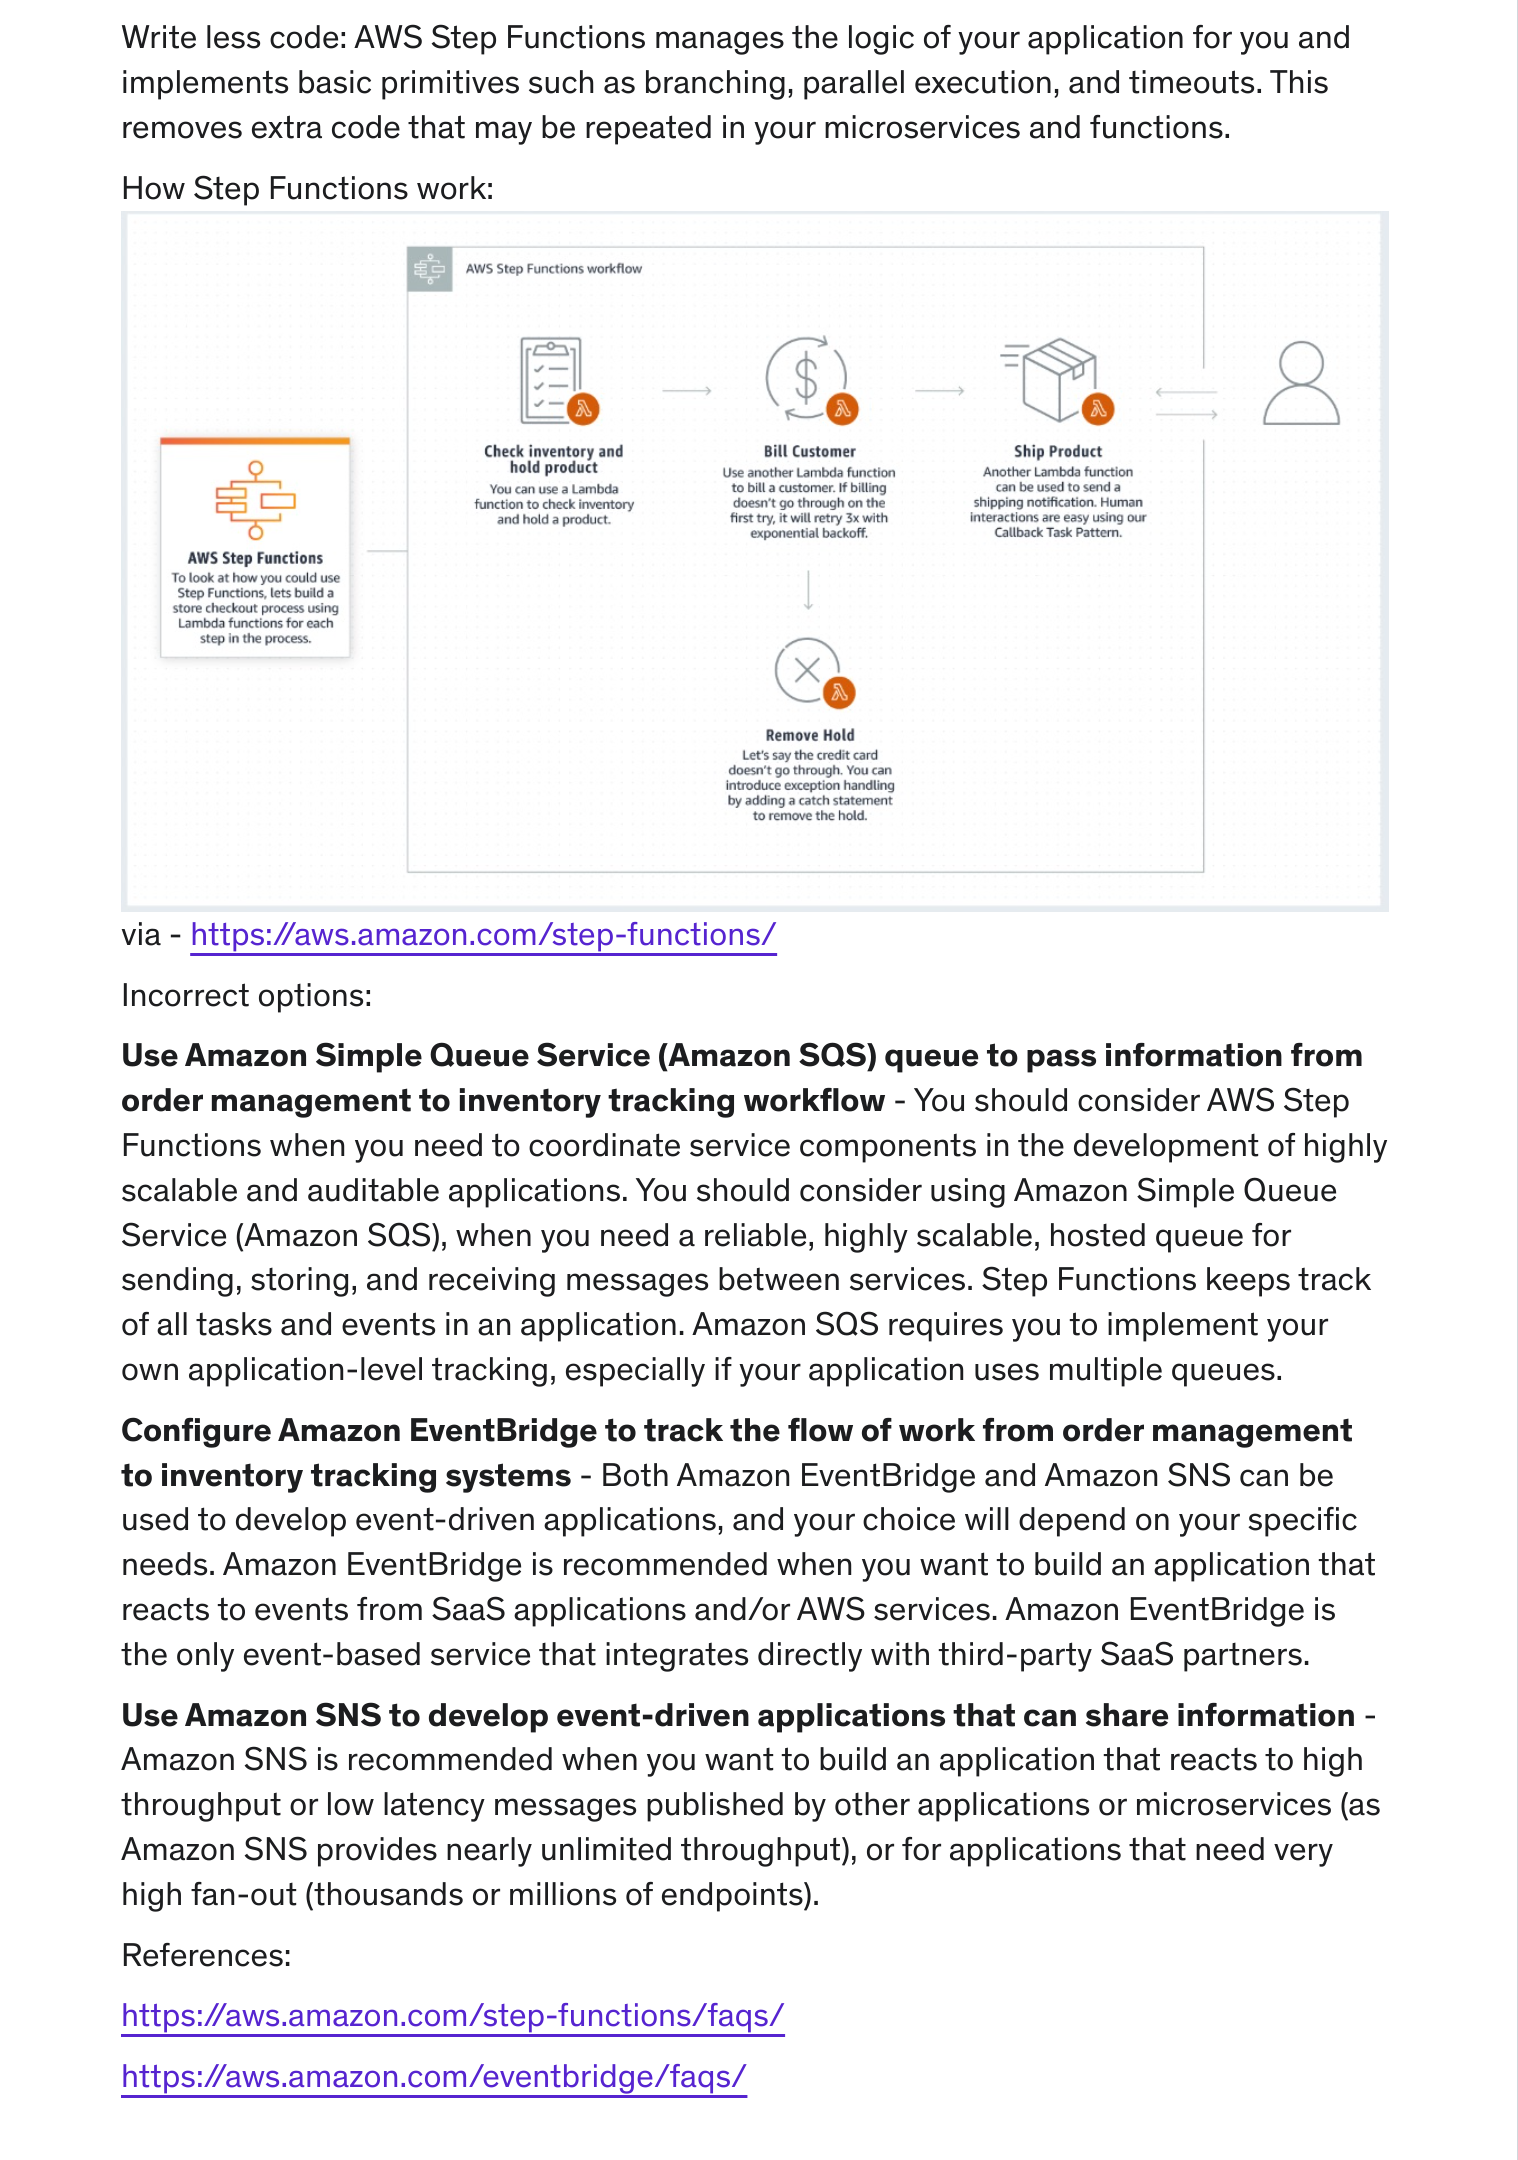 Write less code: AWS Step Functions manages the logic of your application for you and
implements basic primitives such as branching, parallel execution, and timeouts. This
removes extra code that may be repeated in your microservices and functions.
How Step Functions work:
AWS Step Functions workflow
AWS Step Functions
To look at how you could use
Step Functions, lets build a
store checkout process using
Lambda functions for each
step in the process.
Check inventory and
hold product
You can use a Lambda
function to check inventory
and hold a product.
Bill Customer
Use another Lambda function
to bill a customer. If billing
doesn't go through on the
first try, it will retry 3x with
exponential backoff.
Ship Product
Another Lambda function
can be used to send a
shipping notification. Human
interactions are easy using our
Callback Task Pattern.
Remove Hold
Let's say the credit card
doesn't go through. You can
introduce exception handling
by adding a catch statement
to remove the hold.
via - https://aws.amazon.com/step-functions/
Incorrect options:
Use Amazon Simple Queue Service (Amazon SQS) queue to pass information from
order management to inventory tracking workflow - You should consider AWS Step
Functions when you need to coordinate service components in the development of highly
scalable and auditable applications. You should consider using Amazon Simple Queue
Service (Amazon SQS), when you need a reliable, highly scalable, hosted queue for
sending, storing, and receiving messages between services. Step Functions keeps track
of all tasks and events in an application. Amazon SQS requires you to implement your
own application-level tracking, especially if your application uses multiple queues.
Configure Amazon EventBridge to track the flow of work from order management
to inventory tracking systems - Both Amazon EventBridge and Amazon SNS can be
used to develop event-driven applications, and your choice will depend on your specific
needs. Amazon EventBridge is recommended when you want to build an application that
reacts to events from SaaS applications and/or AWS services. Amazon EventBridge is
the only event-based service that integrates directly with third-party SaaS partners.
Use Amazon SNS to develop event-driven applications that can share information -
Amazon SNS is recommended when you want to build an application that reacts to high
throughput or low latency messages published by other applications or microservices (as
Amazon SNS provides nearly unlimited throughput), or for applications that need very
high fan-out (thousands or millions of endpoints).
References:
https://aws.amazon.com/step-functions/faqs/
https://aws.amazon.com/eventbridge/faqs/